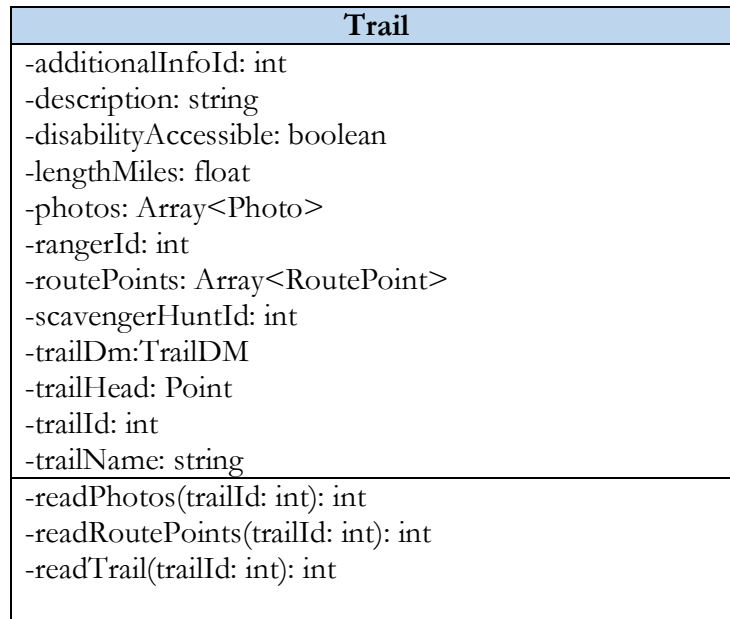 Trail
-additionalInfoId: int
-description: string
-disabilityAccessible: boolean
-lengthMiles: float
-photos: Array<Photo>
-rangerId: int
-routePoints: Array<RoutePoint>
-scavengerHuntId: int
-trailDm:TrailDM
-trailHead: Point
-trailId: int
-trailName: string
-readPhotos(trailId: int): int
-readRoutePoints(trailId: int): int
-readTrail(trailId: int): int